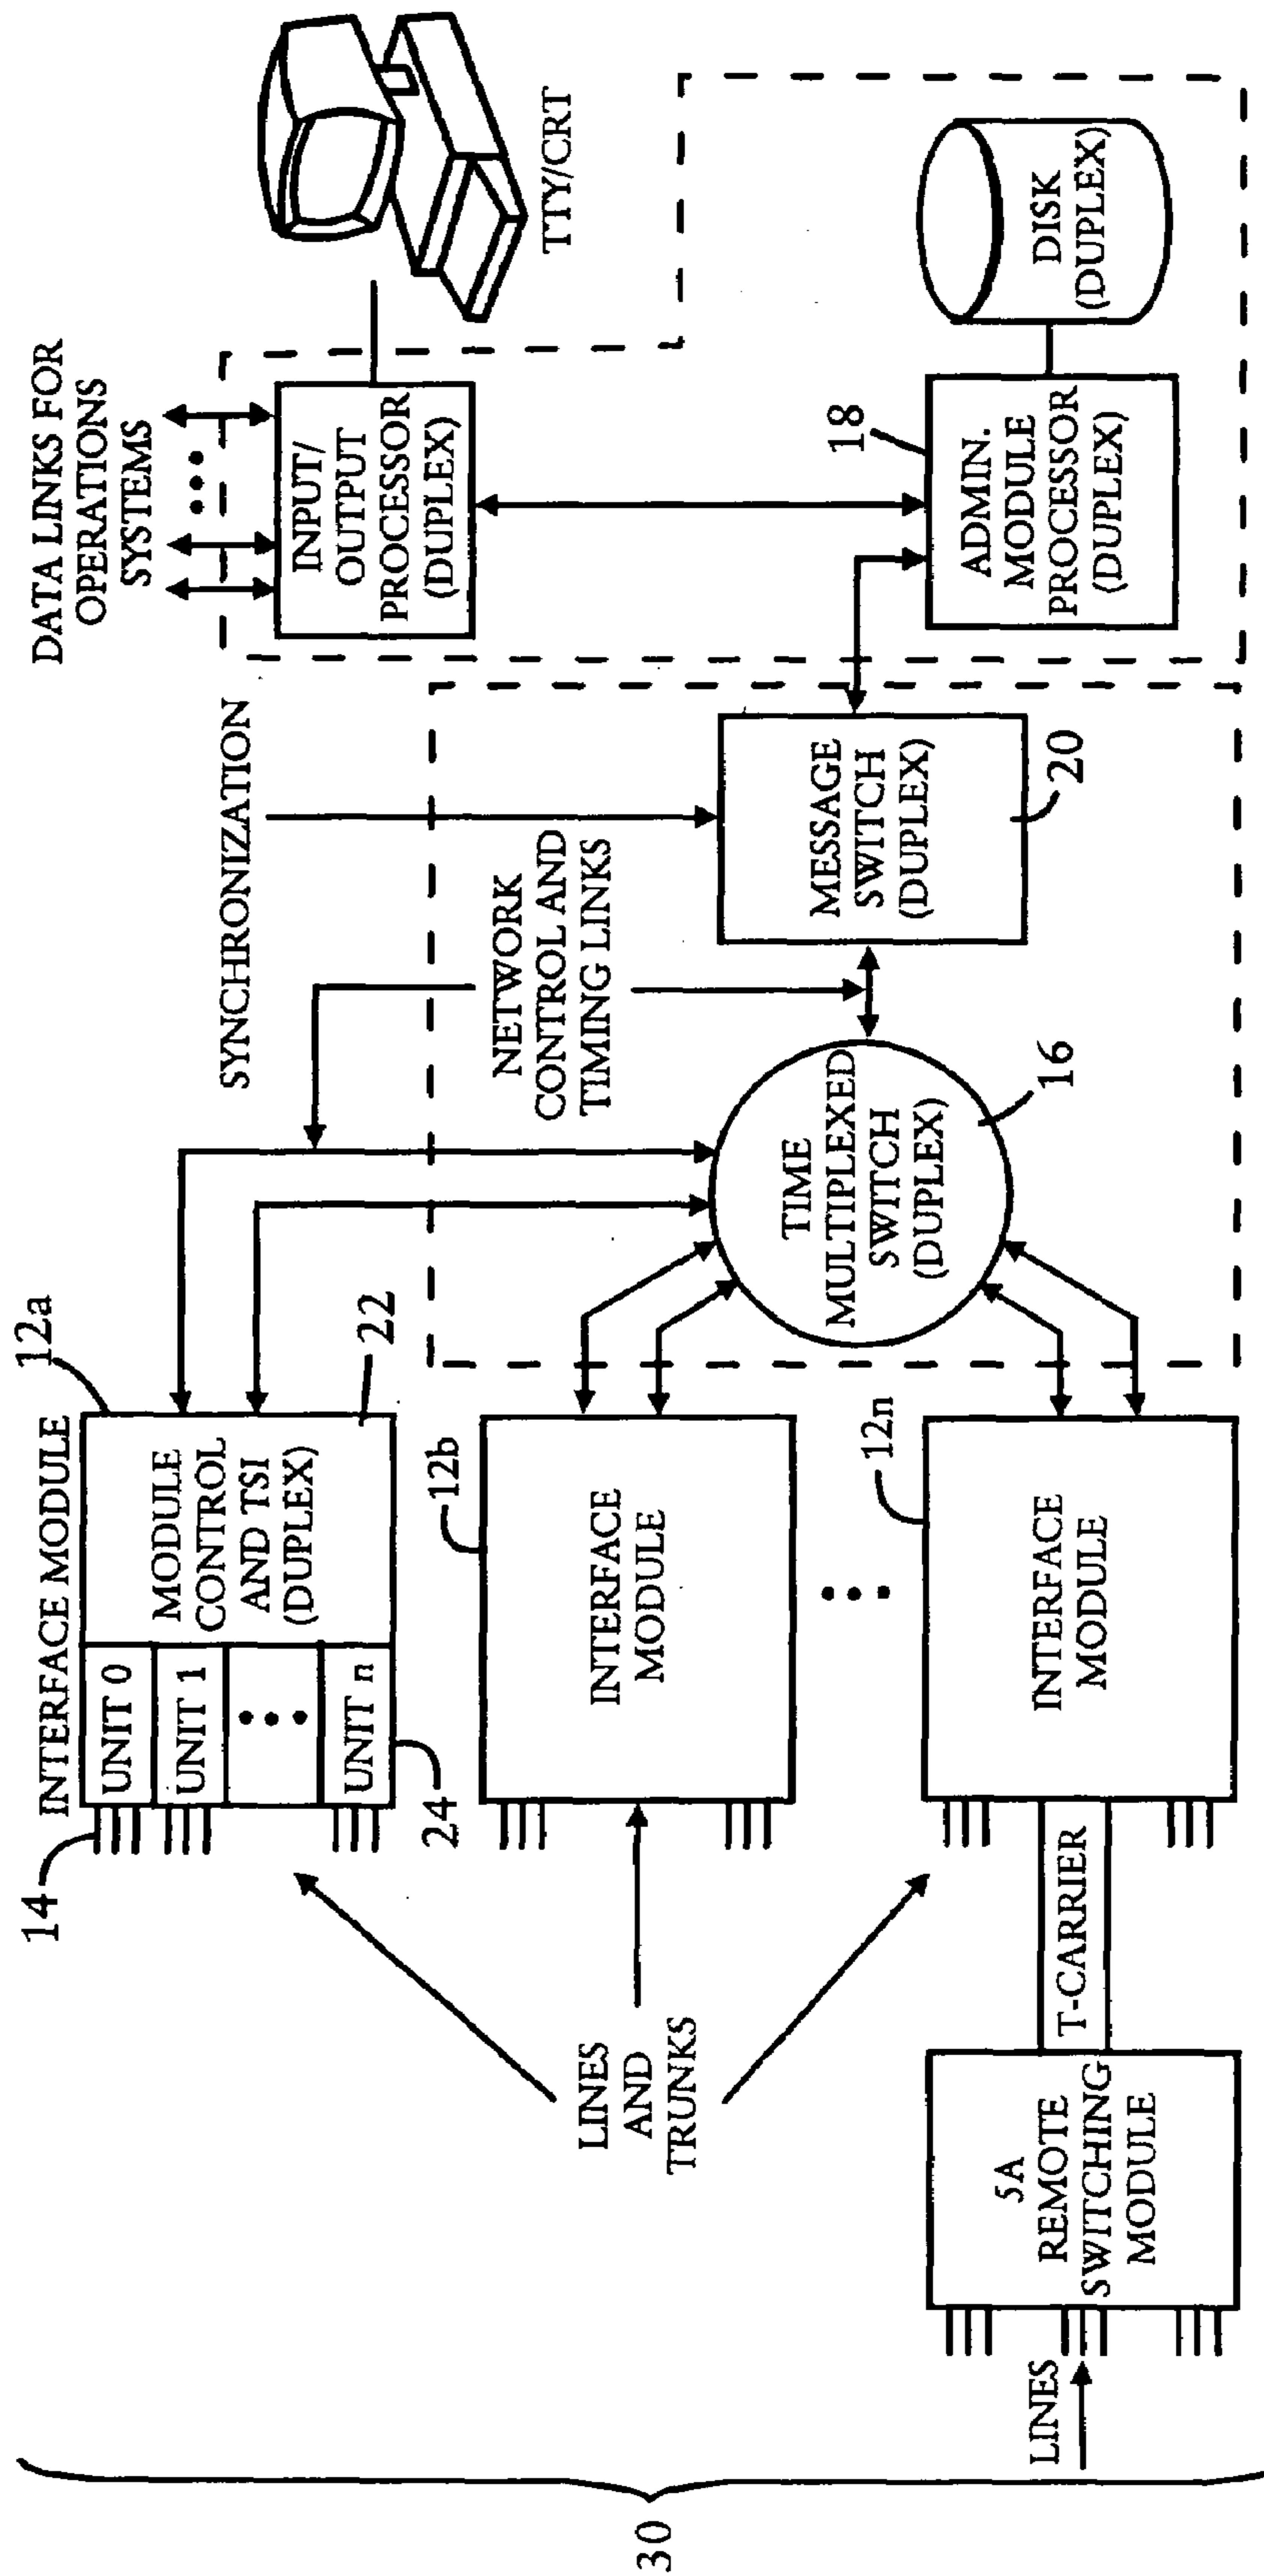 30
LINES
5A
REMOTE
SWITCHING
MODULE
T-CARRIER
LINES
AND
TRUNKS
14
INTERFACE MODULE
12a
UNIT 0
UNIT 1
UNIT n
24
MODULE
CONTROL
AND TSI
(DUPLEX)
22
12b
INTERFACE
MODULE
12n
INTERFACE
MODULE
SYNCHRONIZATION
NETWORK
CONTROL AND
TIMING LINKS
TIME
MULTIPLEXED
SWITCH
(DUPLEX)
16
MESSAGE
SWITCH
(DUPLEX)
20
DATA LINKS FOR
OPERATIONS
SYSTEMS
INPUT/
OUTPUT
PROCESSOR
(DUPLEX)
TTY/CRT
18
ADMIN.
MODULE
PROCESSOR
(DUPLEX)
DISK
(DUPLEX)